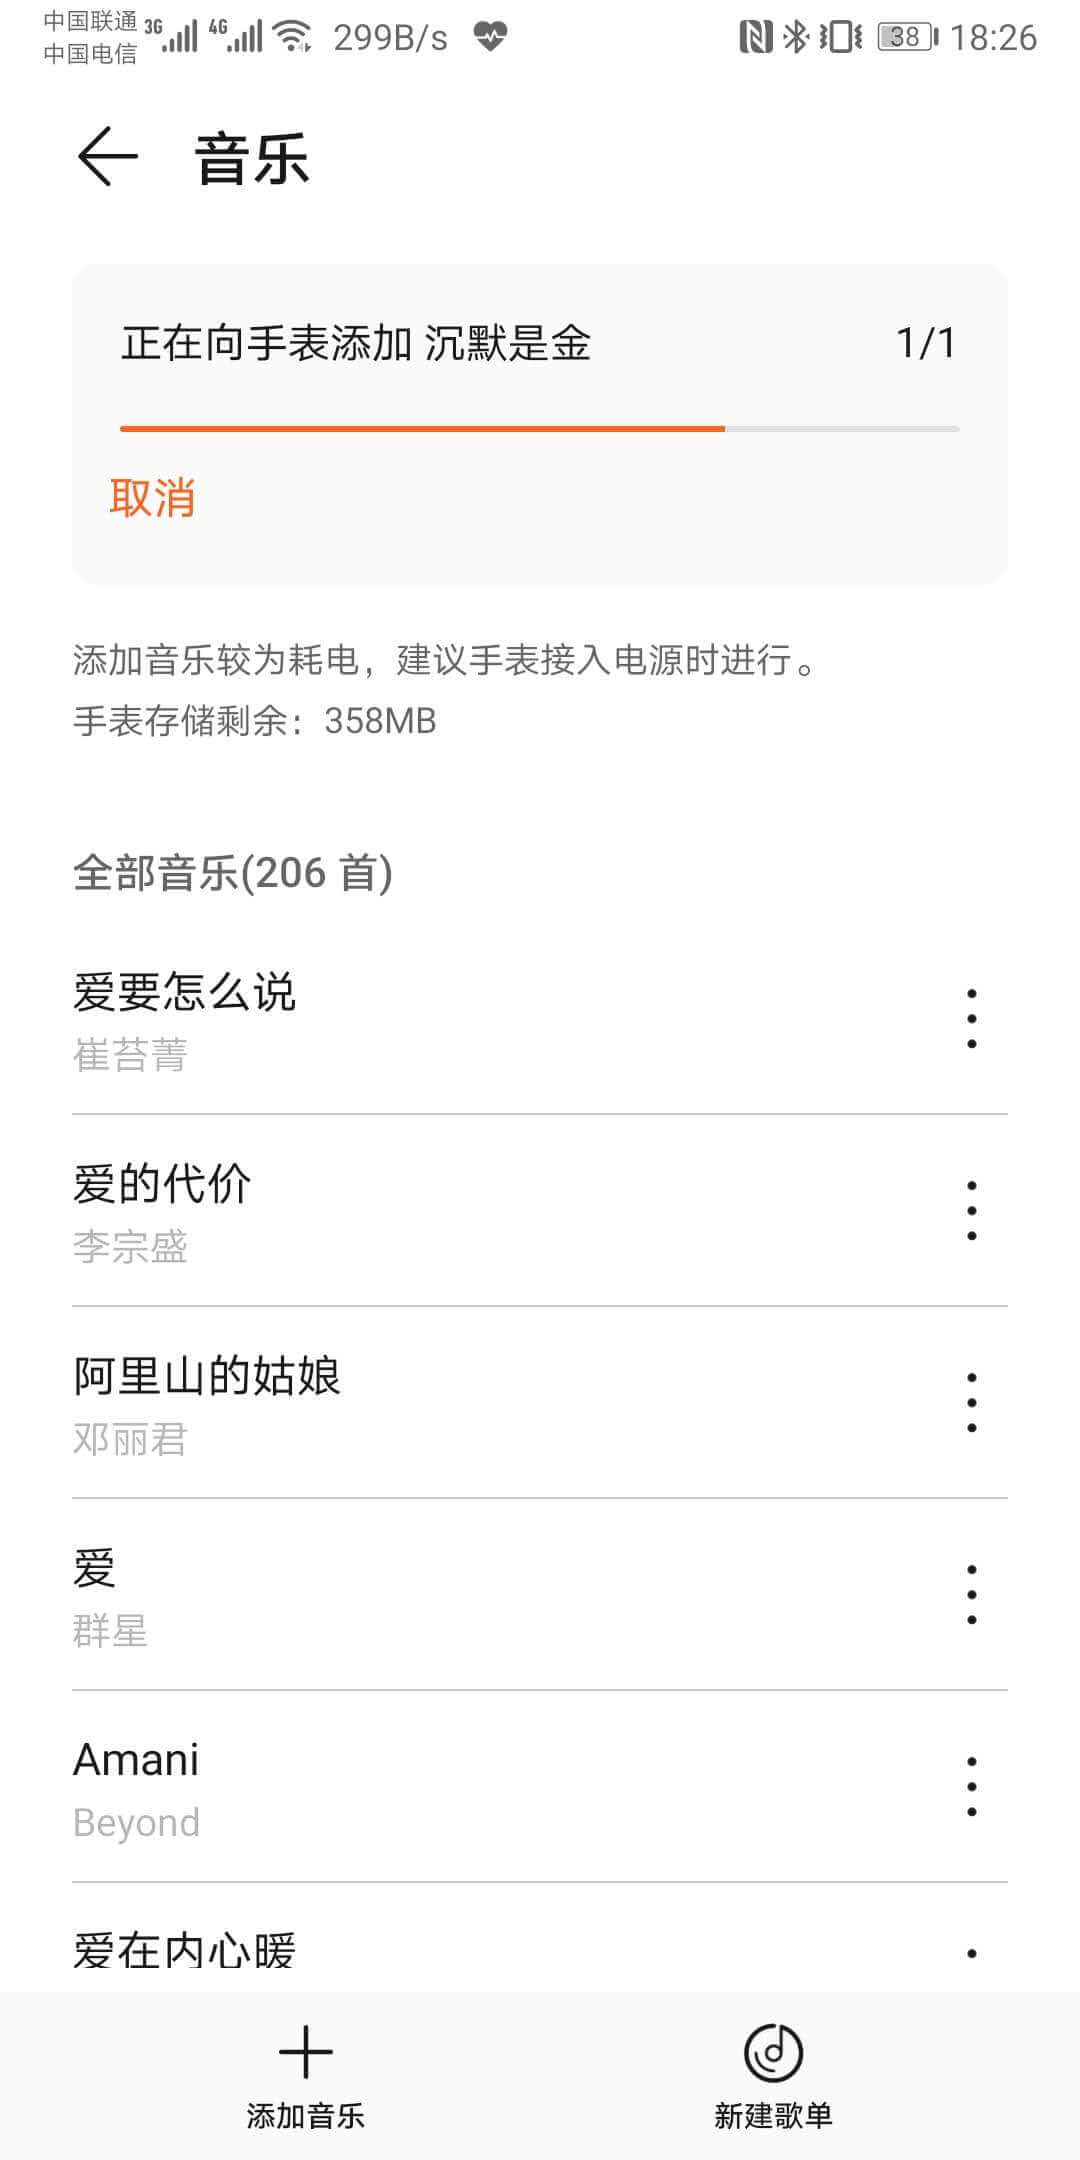 中国联通 3G 4G 299B/s 38 18:26
中国电信
音乐
正在向手表添加 沉默是金 1/1
取消
添加音乐较为耗电，建议手表接入电源时进行。
手表存储剩余：358MB
全部音乐(206 首)
爱要怎么说
崔苔菁
爱的代价
李宗盛
阿里山的姑娘
邓丽君
爱
群星
Amani
Beyond
爱在内心暖
添加音乐 新建歌单